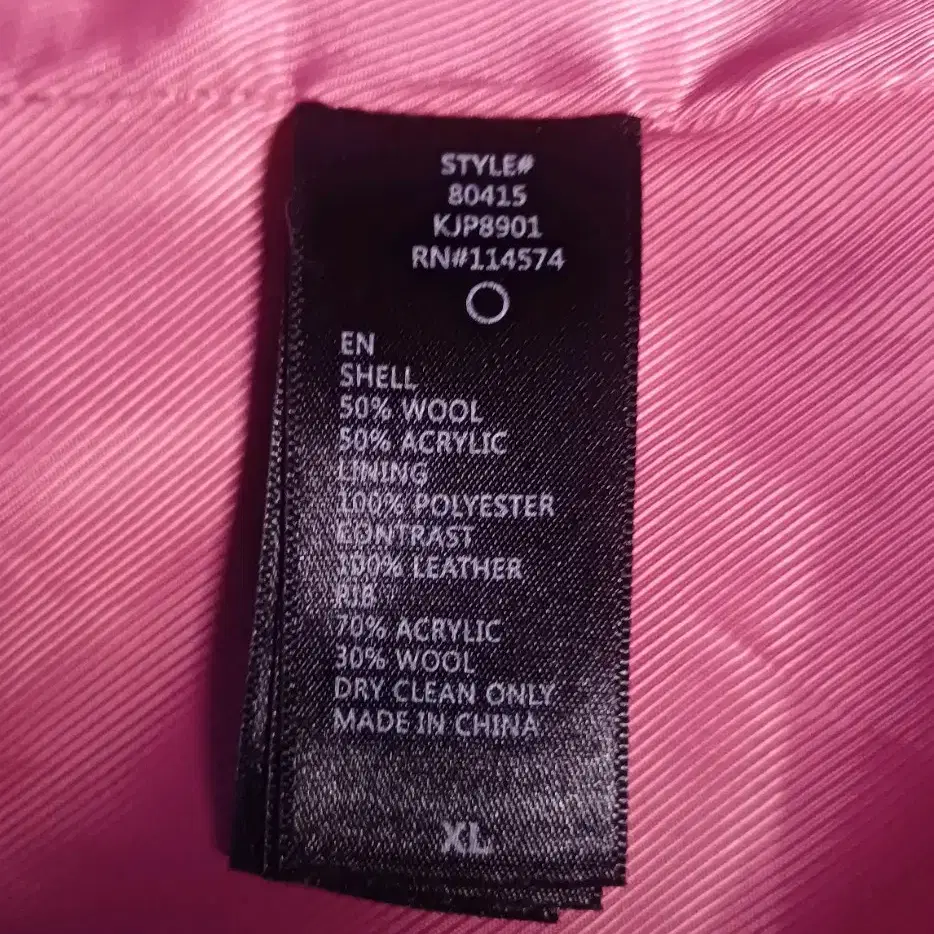 STYLE#
80415
KJP8901
RN#114574
EN
SHELL
50% WOOL
50% ACRYLIC
LINING
100% POLYESTER
CONTRAST
100% LEATHER
RIB
70% ACRYLIC
30% WOOL
DRY CLEAN ONLY
MADE IN CHINA
XL